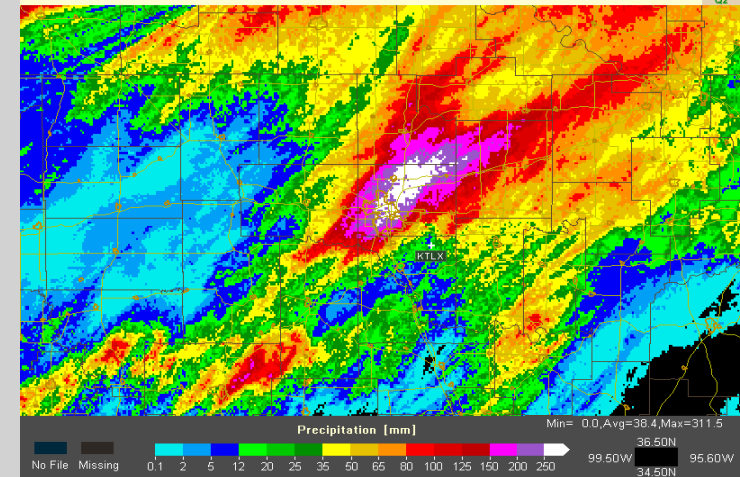 Q2
KTLX
Precipitation [mm]
Min= 0.0,Avg=38.4,Max=311.5
No File Missing
0.1 2 5 12 20 25 35 50 65 80 100 125 150 200 250
36.50N
99.50W 95.60W
34.50N